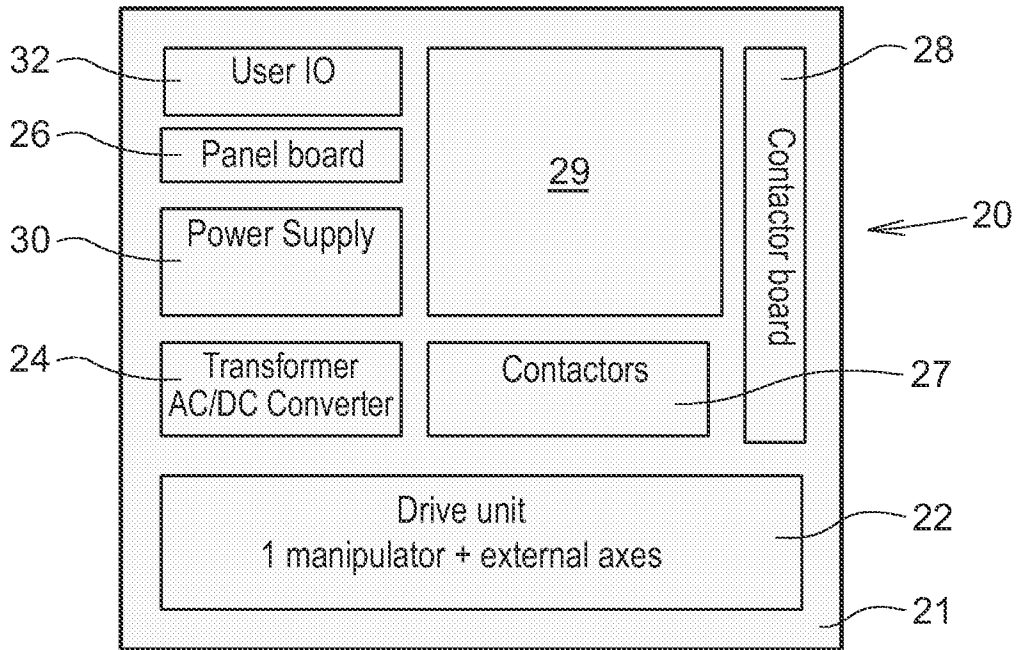 32
User IO
28
26
Panel board
29
Contactor board
20
30
Power Supply
24
Transformer
AC/DC Converter
Contactors
27
Drive unit
1 manipulator + external axes
22
21